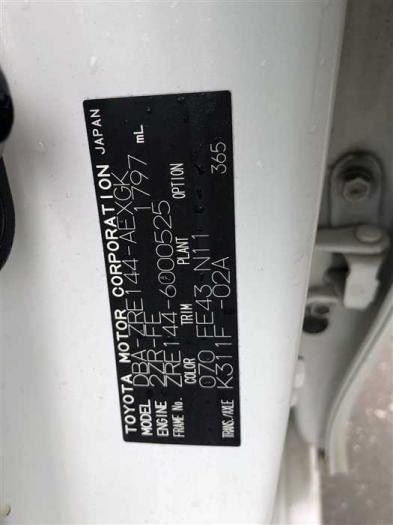 TOYOTA MOTOR CORPORATION JAPAN
MODEL DBA-ZRE144-AEXGK
ENGINE 2ZR-FE 1797 mL
FRAME No. ZRE144-6000525
COLOR TRIM PLANT OPTION
070 FE43 N11 365
TRANS./AXLE K311F -02A